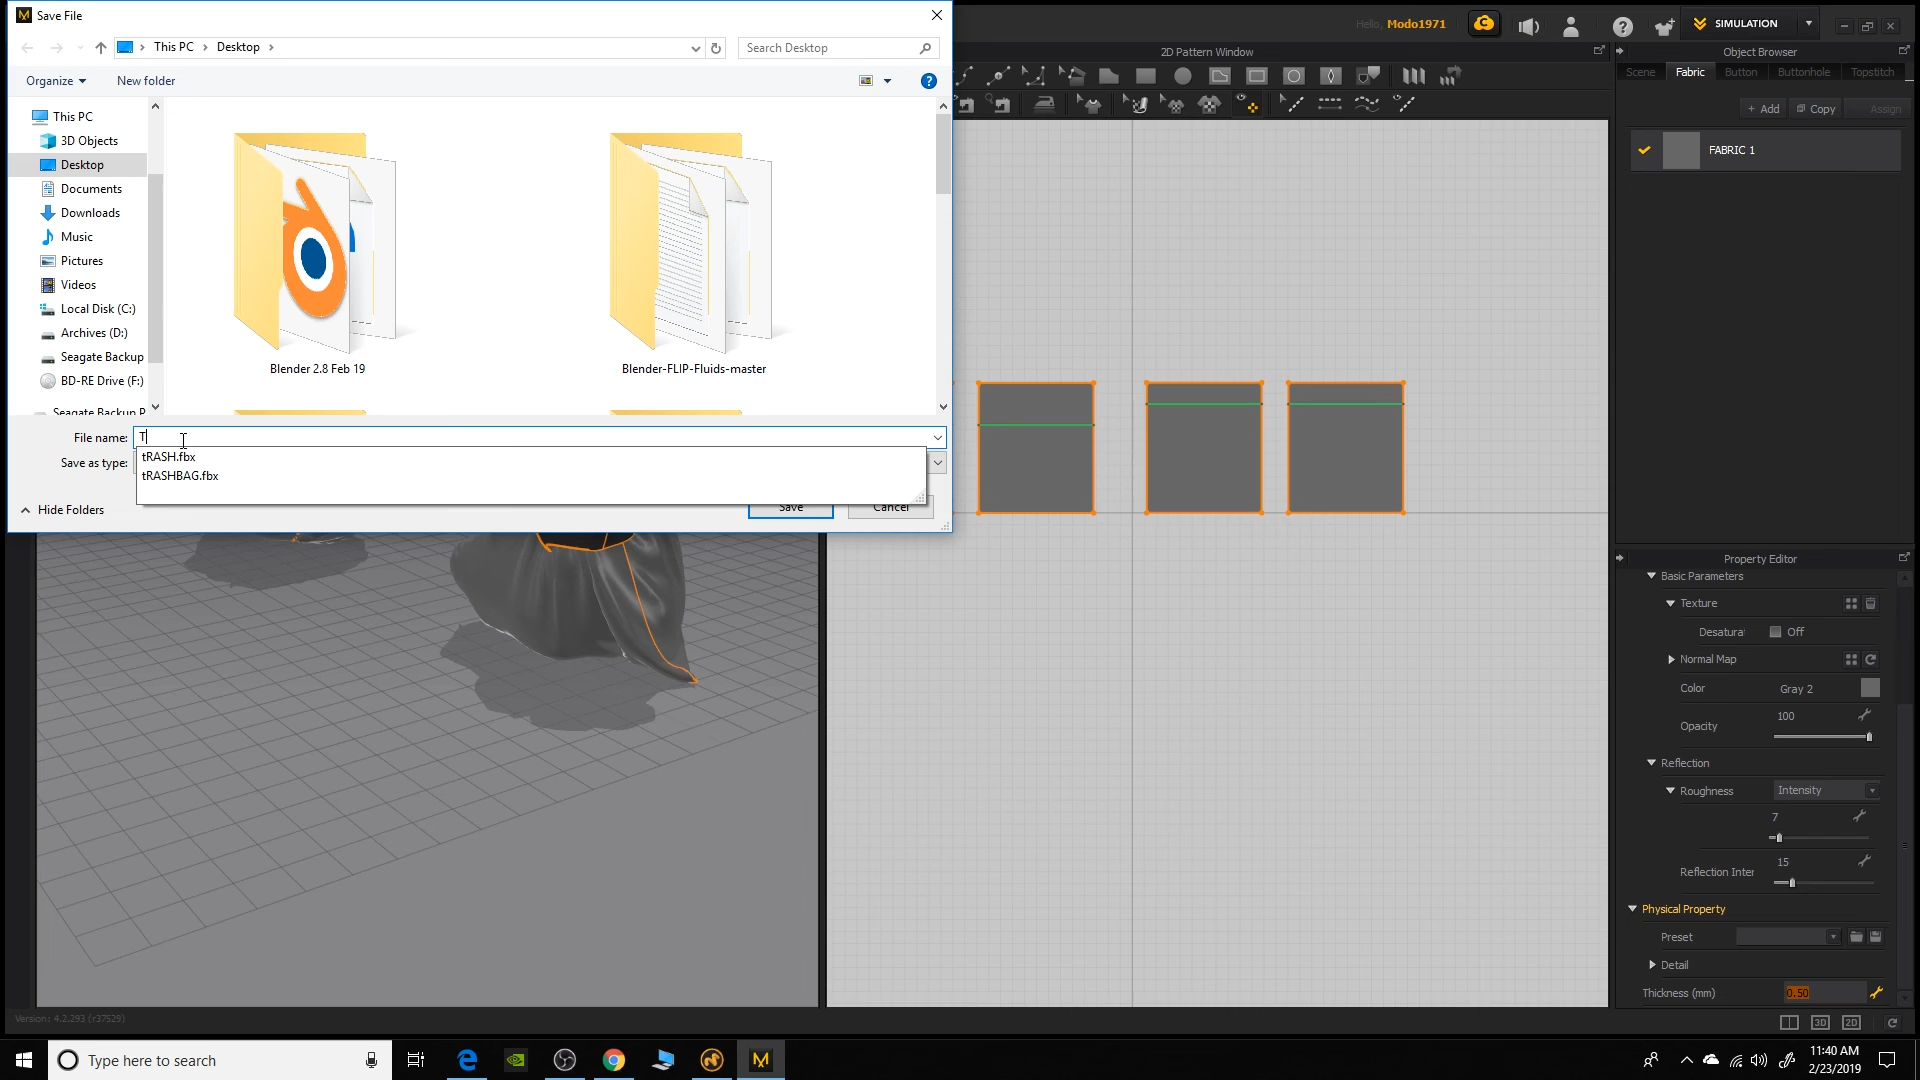 Save File
This PC
Desktop
Search Desktop
Organize
New folder
This PC
3D Objects
Desktop
Documents
Downloads
Music
Pictures
Videos
Local Disk (C:)
Archives (D:)
Seagate Backup
BD-RE Drive (F:)
Seagate Backup P
Blender 2.8 Feb 19
Blender-FLIP-Fluids-master
File name: T
tRASH.fbx
tRASHBAG.fbx
Save as type:
Hide Folders
Save
Cancel
Hello, Modo1971
SIMULATION
2D Pattern Window
Object Browser
Scene
Fabric
Button
Buttonhole
Topstitch
+ Add
Copy
Assign
FABRIC 1
Property Editor
Basic Parameters
Texture
Desatura
Off
Normal Map
Color
Gray 2
Opacity
100
Reflection
Roughness
Intensity
7
15
Reflection Inter
Physical Property
Preset
Detail
Thickness (mm)
0.50
Version: 4.2.293 (r37529)
3D
2D
Type here to search
11:40 AM
2/23/2019